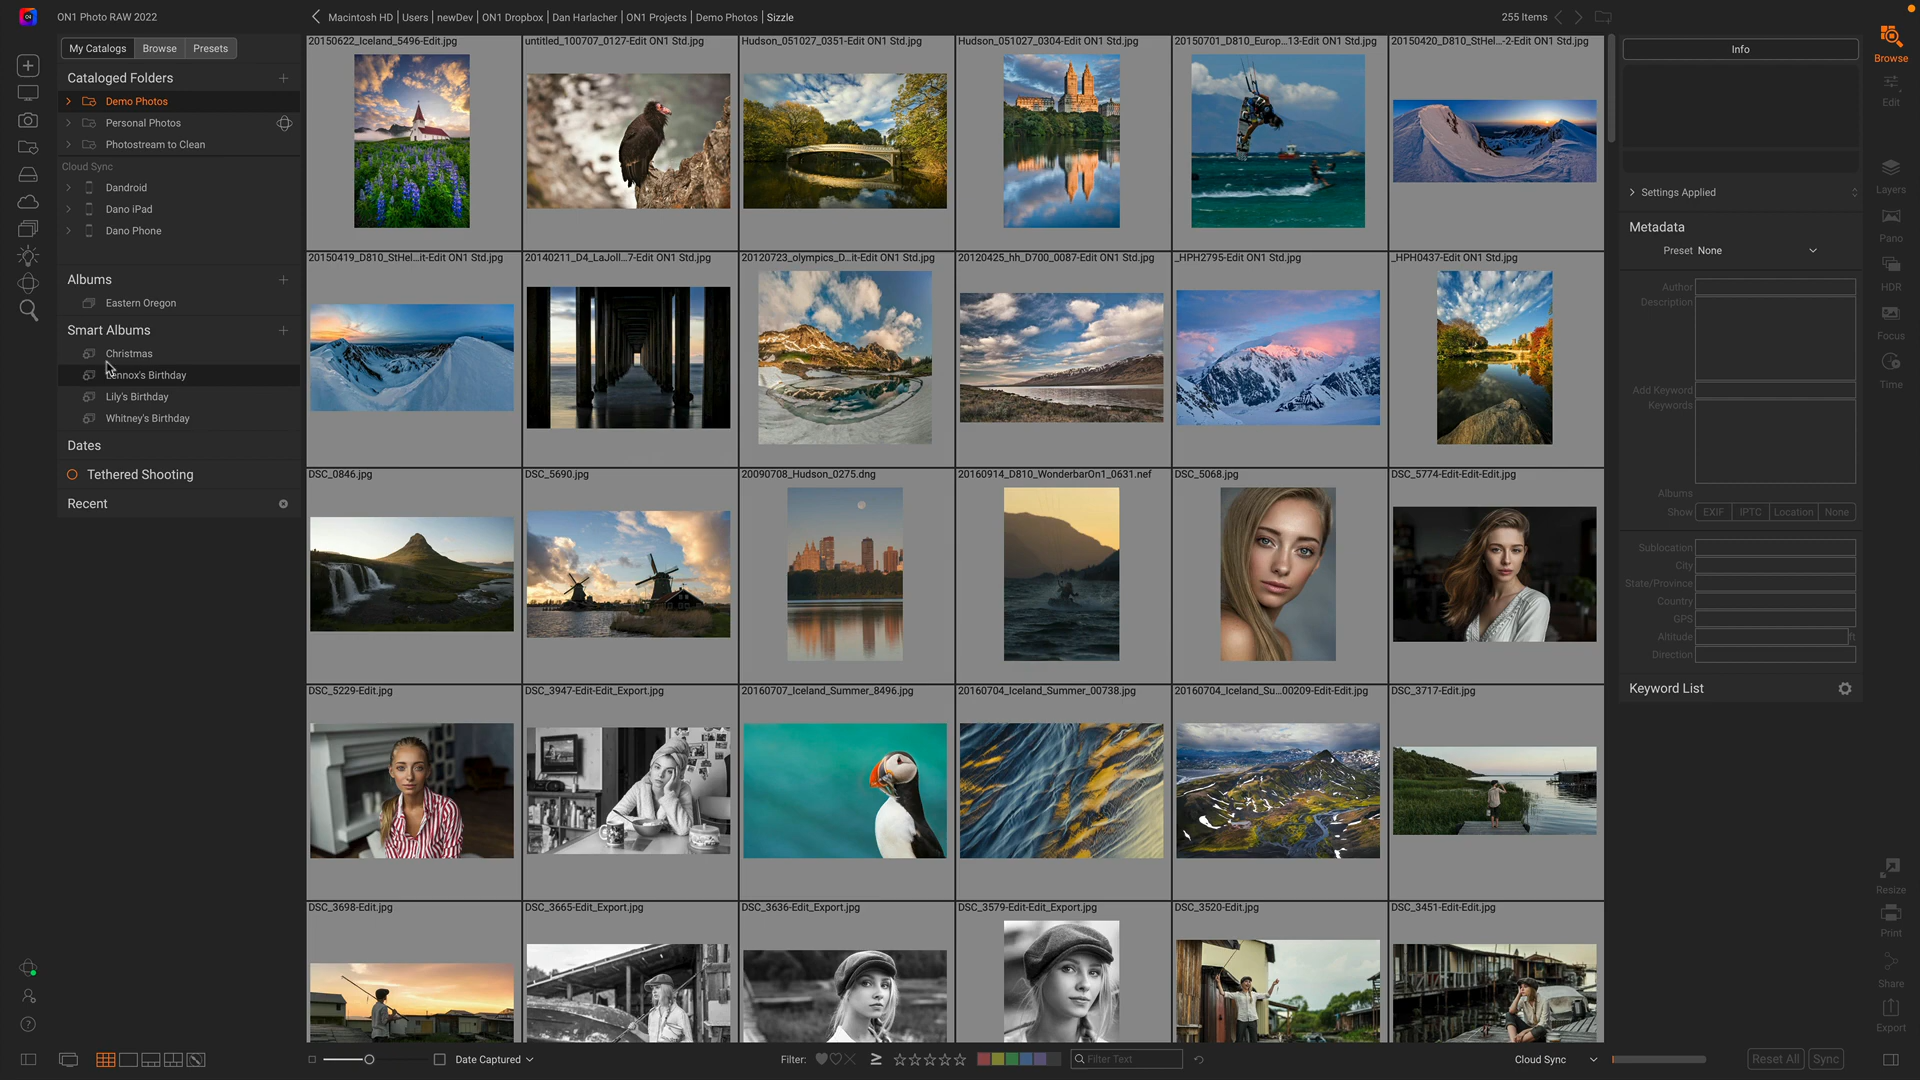 ON1 Photo RAW 2022
Macintosh HD | Users | newDev | ON1 Dropbox | Dan Harlacher | ON1 Projects | Demo Photos | Sizzle
255 Items
My Catalogs
Browse
Presets
Cataloged Folders
Demo Photos
Personal Photos
Photostream to Clean
Cloud Sync
Dandroid
Dano iPad
Dano Phone
Albums
Eastern Oregon
Smart Albums
Christmas
Lennox's Birthday
Lily's Birthday
Whitney's Birthday
Dates
Tethered Shooting
Recent
20150622_Iceland_5496-Edit.jpg
untitled_100707_0127-Edit ON1 Std.jpg
Hudson_051027_0351-Edit ON1 Std.jpg
Hudson_051027_0304-Edit ON1 Std.jpg
20150701_D810_Europ...13-Edit ON1 Std.jpg
20150420_D810_StHel...-2-Edit ON1 Std.jpg
20150419_D810_StHel...it-Edit ON1 Std.jpg
20140211_D4_LaJoll...7-Edit ON1 Std.jpg
20120723_olympics_D...it-Edit ON1 Std.jpg
20120425_hh_D700_0087-Edit ON1 Std.jpg
_HPH2795-Edit ON1 Std.jpg
_HPH0437-Edit ON1 Std.jpg
DSC_0846.jpg
DSC_5690.jpg
20090708_Hudson_0275.dng
20160914_D810_WonderbarOn1_0631.nef
DSC_5068.jpg
DSC_5774-Edit-Edit-Edit.jpg
DSC_5229-Edit.jpg
DSC_3947-Edit-Edit_Export.jpg
20160707_Iceland_Summer_8496.jpg
20160704_Iceland_Summer_00738.jpg
20160704_Iceland_Su...00209-Edit-Edit.jpg
DSC_3717-Edit.jpg
DSC_3698-Edit.jpg
DSC_3665-Edit_Export.jpg
DSC_3636-Edit_Export.jpg
DSC_3579-Edit-Edit_Export.jpg
DSC_3520-Edit.jpg
DSC_3451-Edit-Edit.jpg
Date Captured
Filter:
Filter Text
Cloud Sync
Reset All
Sync
Info
Settings Applied
Metadata
Preset None
Author
Description
Add Keyword
Keywords
Albums
Show EXIF IPTC Location None
Sublocation
City
State/Province
Country
GPS
Altitude ft
Direction
Keyword List
Browse
Edit
Layers
Pano
HDR
Focus
Time
Resize
Print
Share
Export